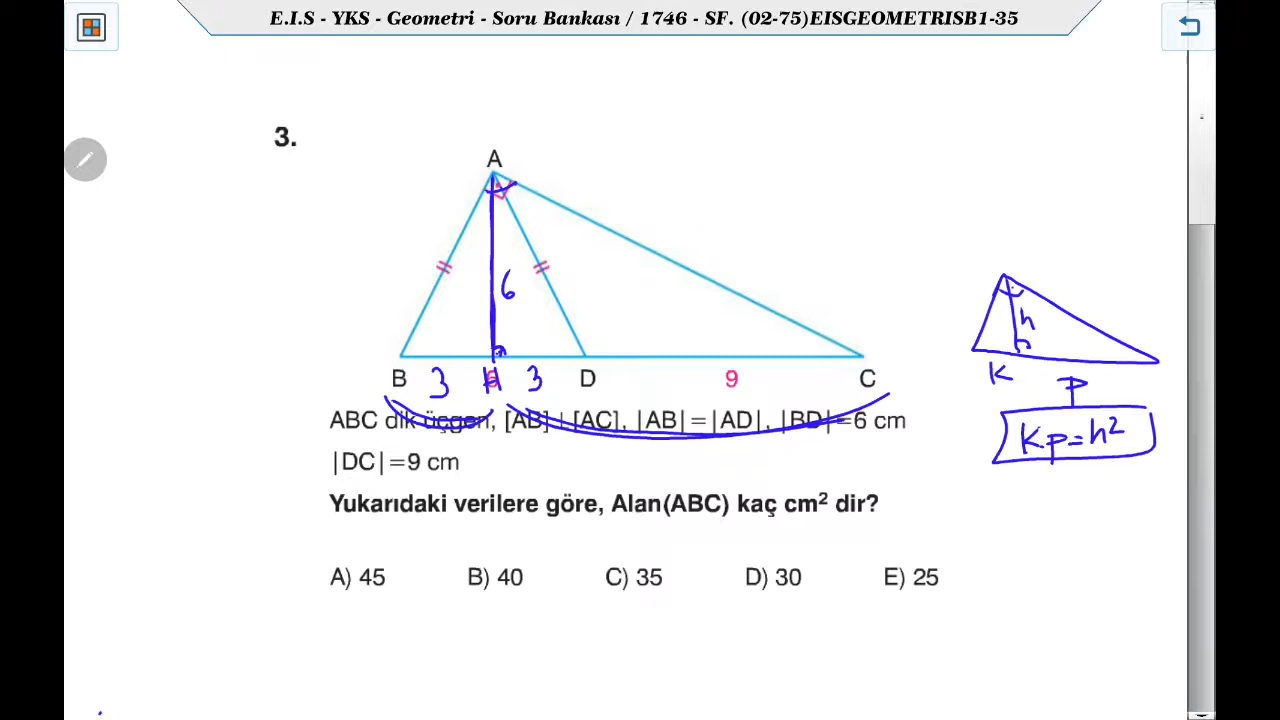 E.I.S - YKS - Geometri - Soru Bankası / 1746 - SF. (02-75)EISGEOMETRISB1-35
3.
A
6
h
B 3 H 3 D 9 C
K
P
ABC dik üçgen, [AB]⊥[AC], |AB|=|AD|, |BD|=6 cm
Kp=h²
|DC|=9 cm
Yukarıdaki verilere göre, Alan(ABC) kaç cm² dir?
A) 45 B) 40 C) 35 D) 30 E) 25